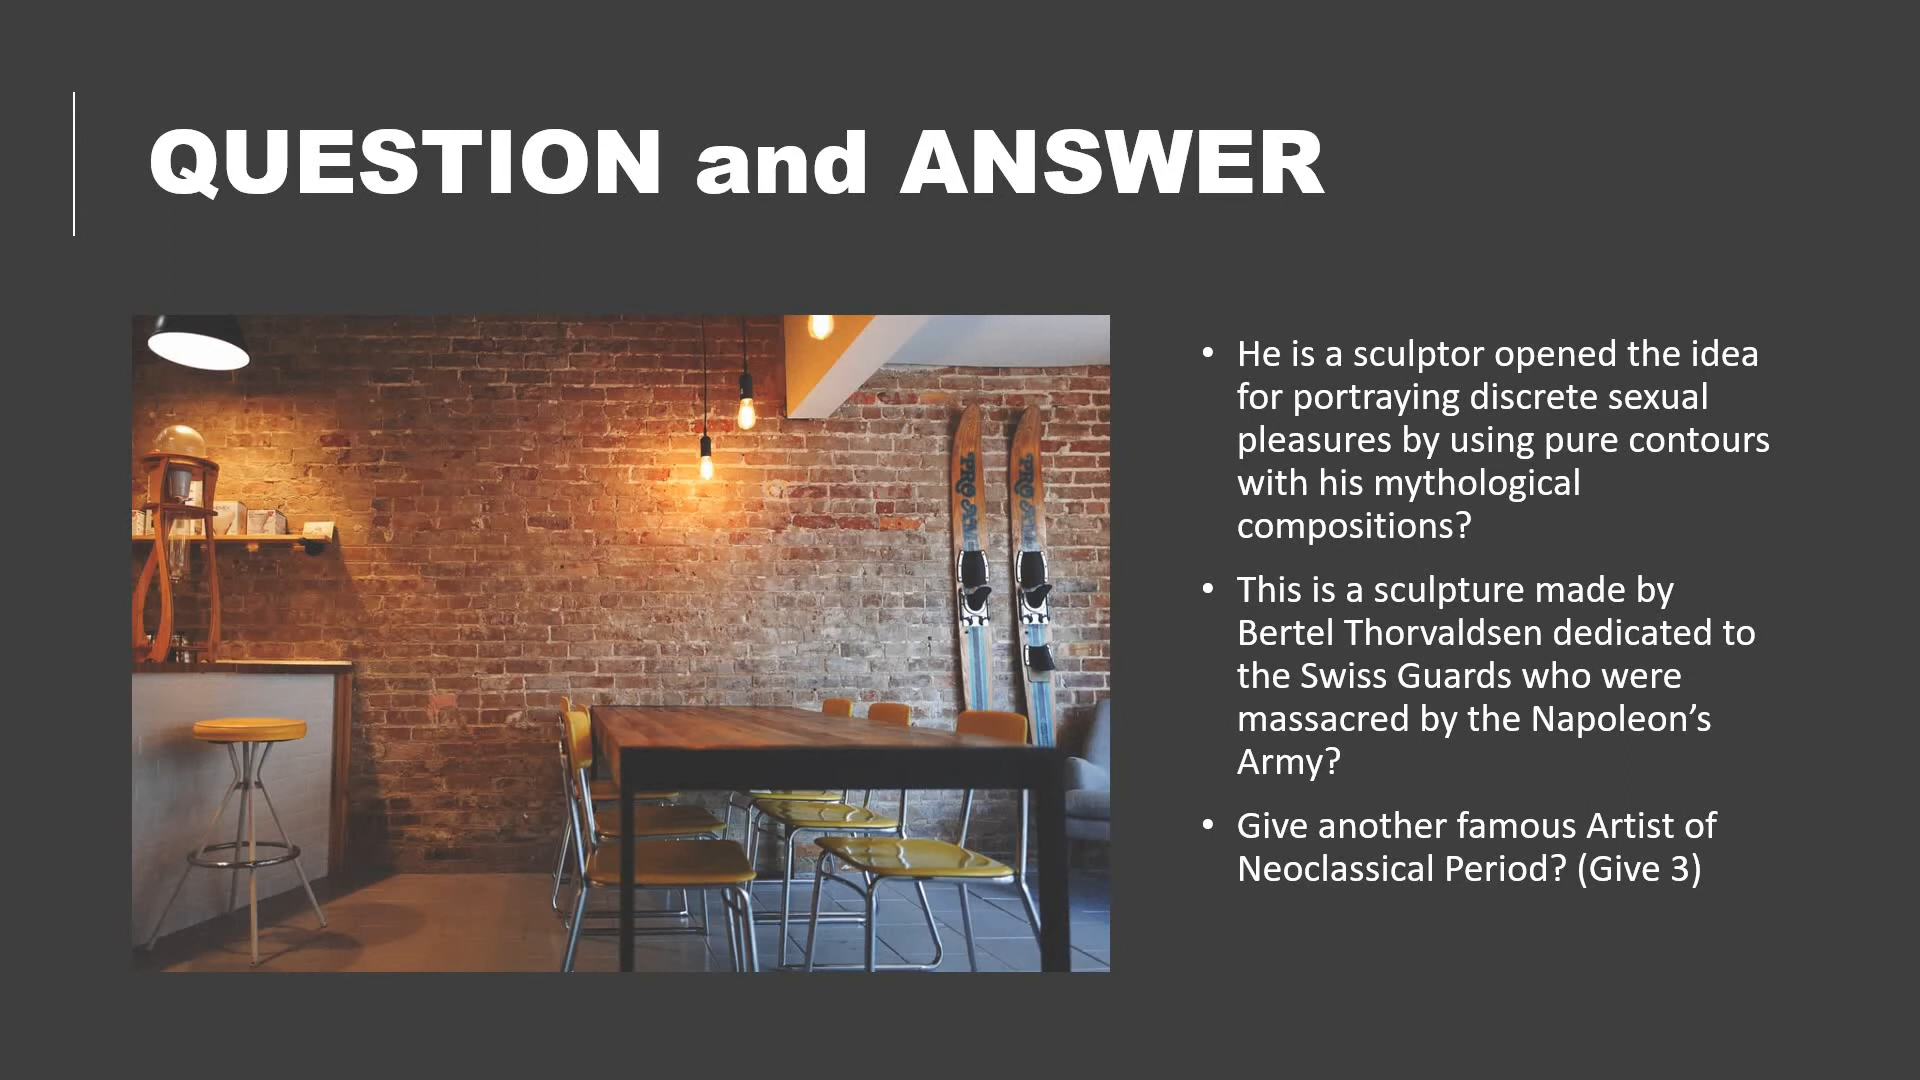 QUESTION and ANSWER
• He is a sculptor opened the idea
for portraying discrete sexual
pleasures by using pure contours
with his mythological
compositions?
• This is a sculpture made by
Bertel Thorvaldsen dedicated to
the Swiss Guards who were
massacred by the Napoleon’s
Army?
• Give another famous Artist of
Neoclassical Period? (Give 3)